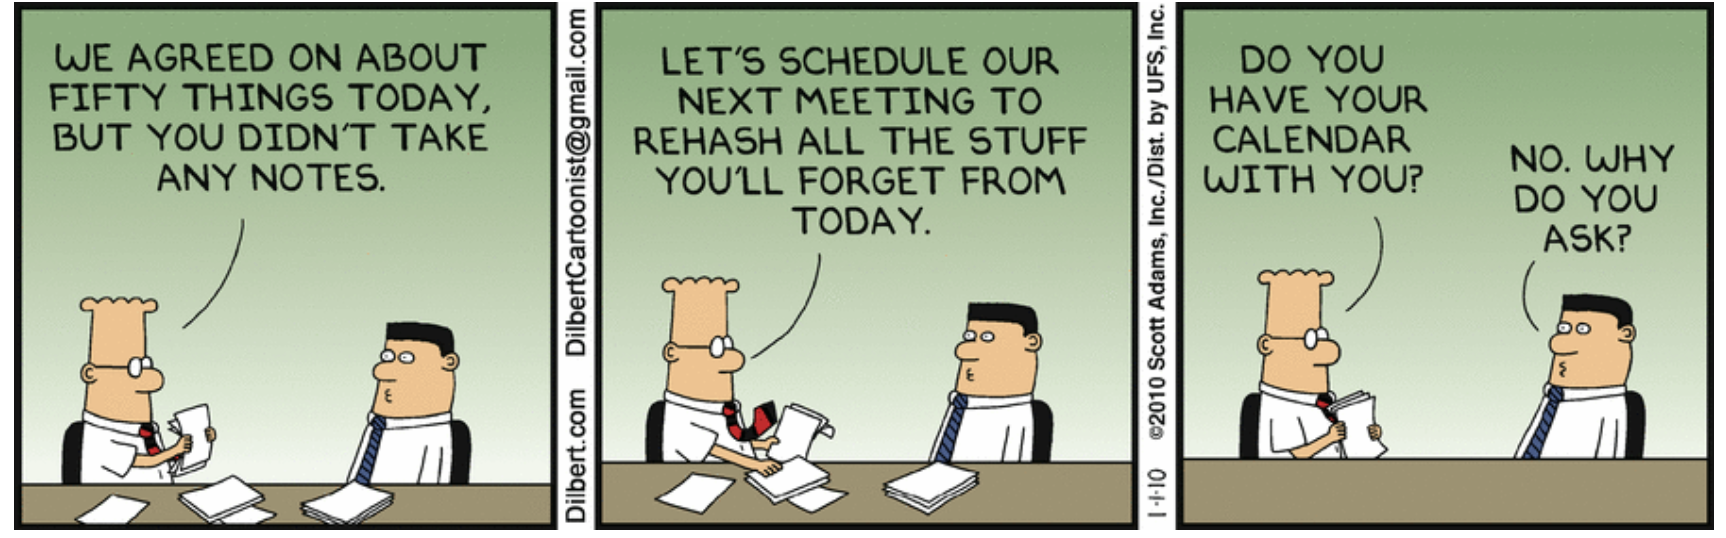 WE AGREED ON ABOUT
FIFTY THINGS TODAY,
BUT YOU DIDN'T TAKE
ANY NOTES.
Dilbert.com DilbertCartoonist@gmail.com
LET'S SCHEDULE OUR
NEXT MEETING TO
REHASH ALL THE STUFF
YOU'LL FORGET FROM
TODAY.
1-1-10 ©2010 Scott Adams, Inc./Dist. by UFS, Inc.
DO YOU
HAVE YOUR
CALENDAR
WITH YOU?
NO. WHY
DO YOU
ASK?